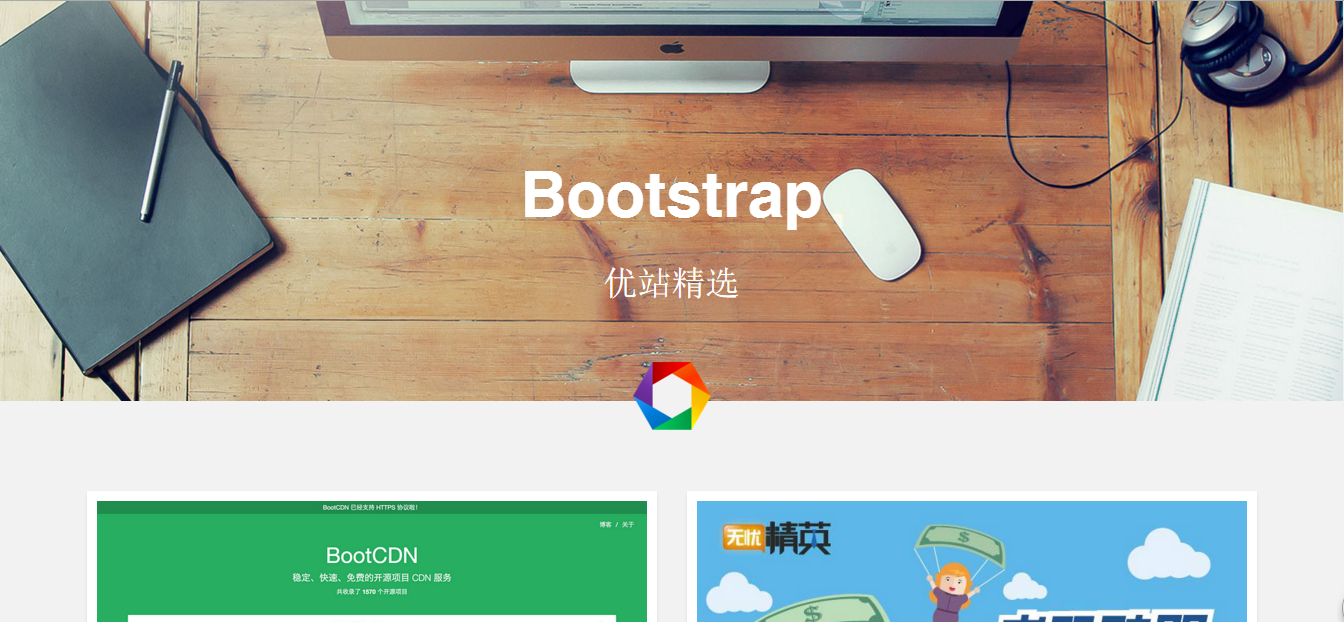 Bootstrap
优站精选
BootCDN 已经支持 HTTPS 协议啦！
博客 / 关于
BootCDN
稳定、快速、免费的开源项目 CDN 服务
共收录了 1570 个开源项目
无忧精英